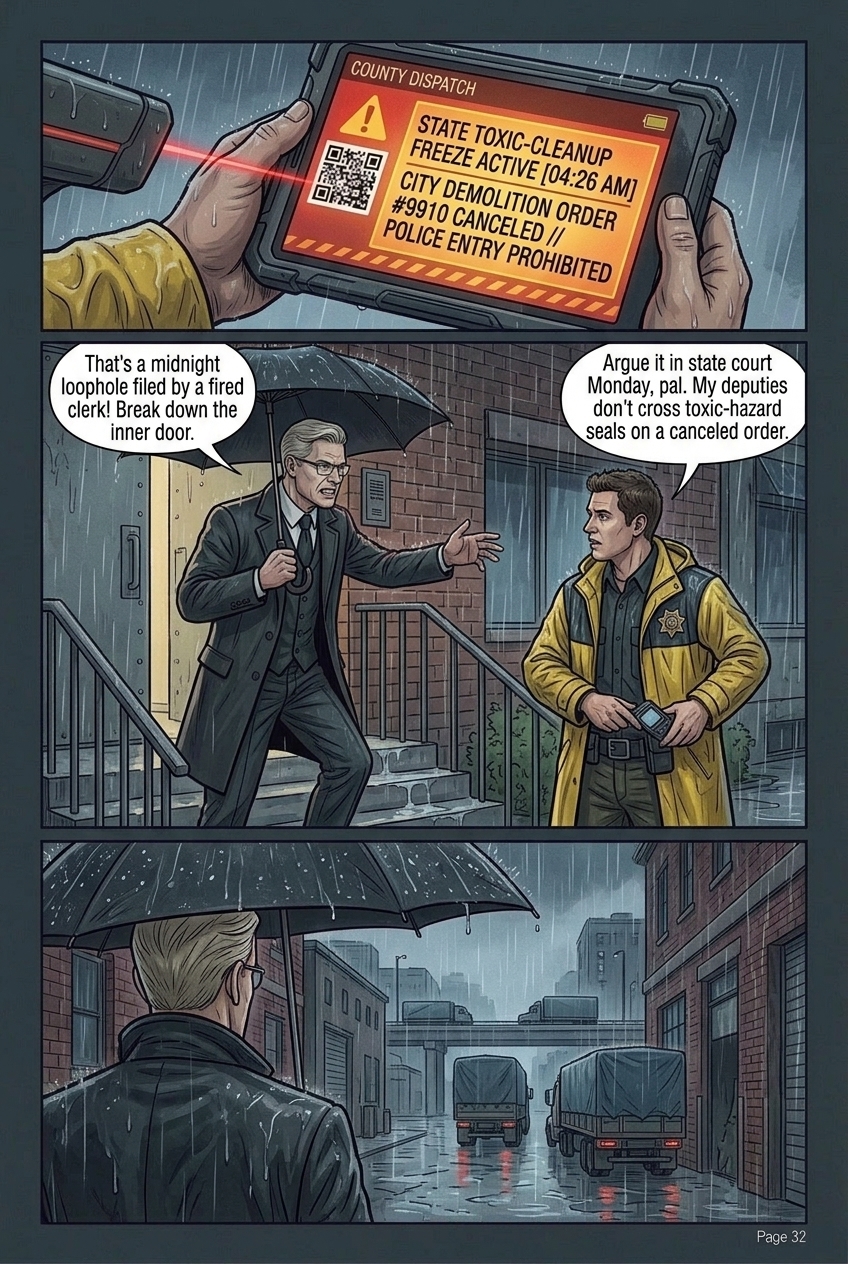 COUNTY DISPATCH
STATE TOXIC-CLEANUP
FREEZE ACTIVE [04:26 AM]
CITY DEMOLITION ORDER
#9910 CANCELED //
POLICE ENTRY PROHIBITED
That's a midnight
loophole filed by a fired
clerk! Break down the
inner door.
Argue it in state court
Monday, pal. My deputies
don't cross toxic-hazard
seals on a canceled order.
Page 32